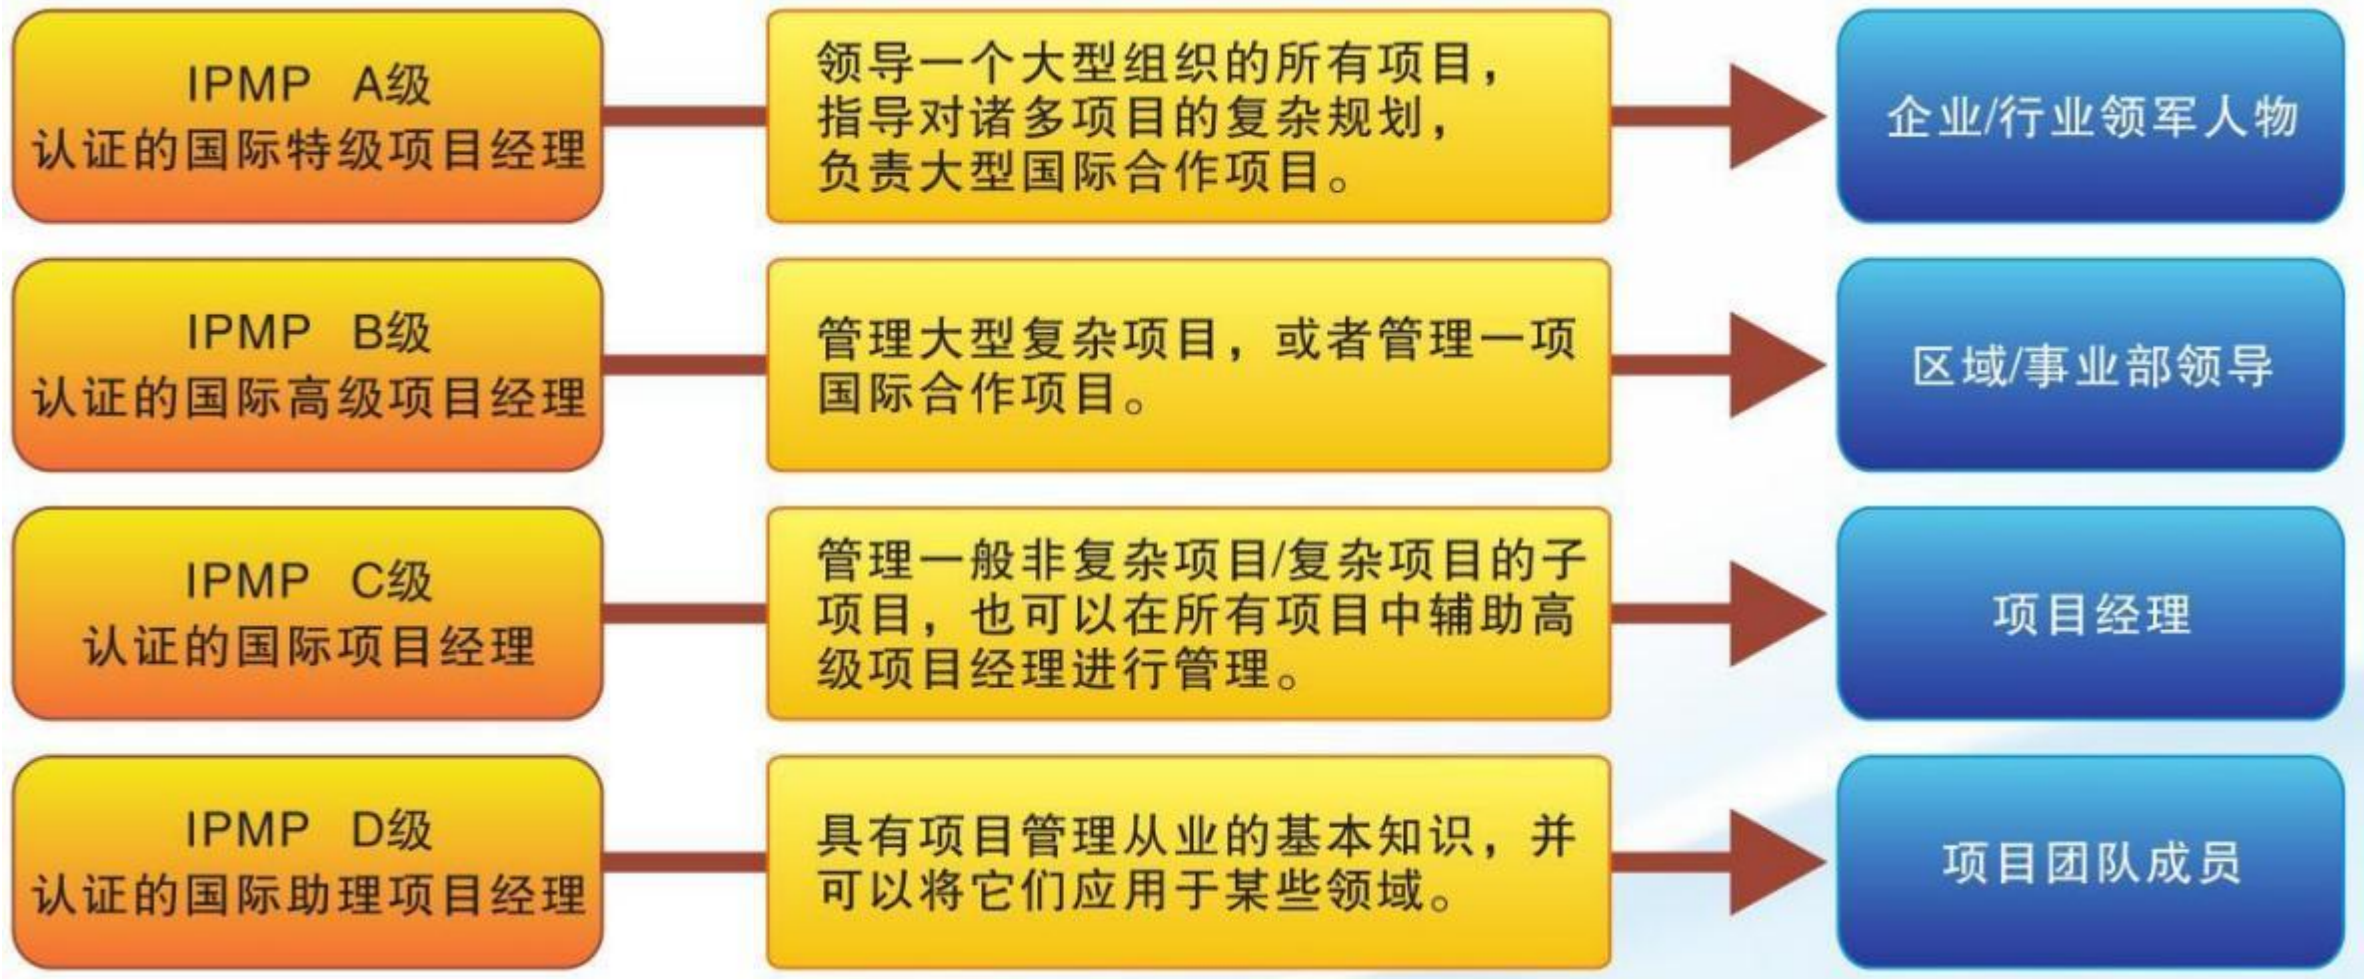 IPMP A级
认证的国际特级项目经理
领导一个大型组织的所有项目，
指导对诸多项目的复杂规划，
负责大型国际合作项目。
企业/行业领军人物
IPMP B级
认证的国际高级项目经理
管理大型复杂项目，或者管理一项
国际合作项目。
区域/事业部领导
IPMP C级
认证的国际项目经理
管理一般非复杂项目/复杂项目的子
项目，也可以在所有项目中辅助高
级项目经理进行管理。
项目经理
IPMP D级
认证的国际助理项目经理
具有项目管理从业的基本知识，并
可以将它们应用于某些领域。
项目团队成员